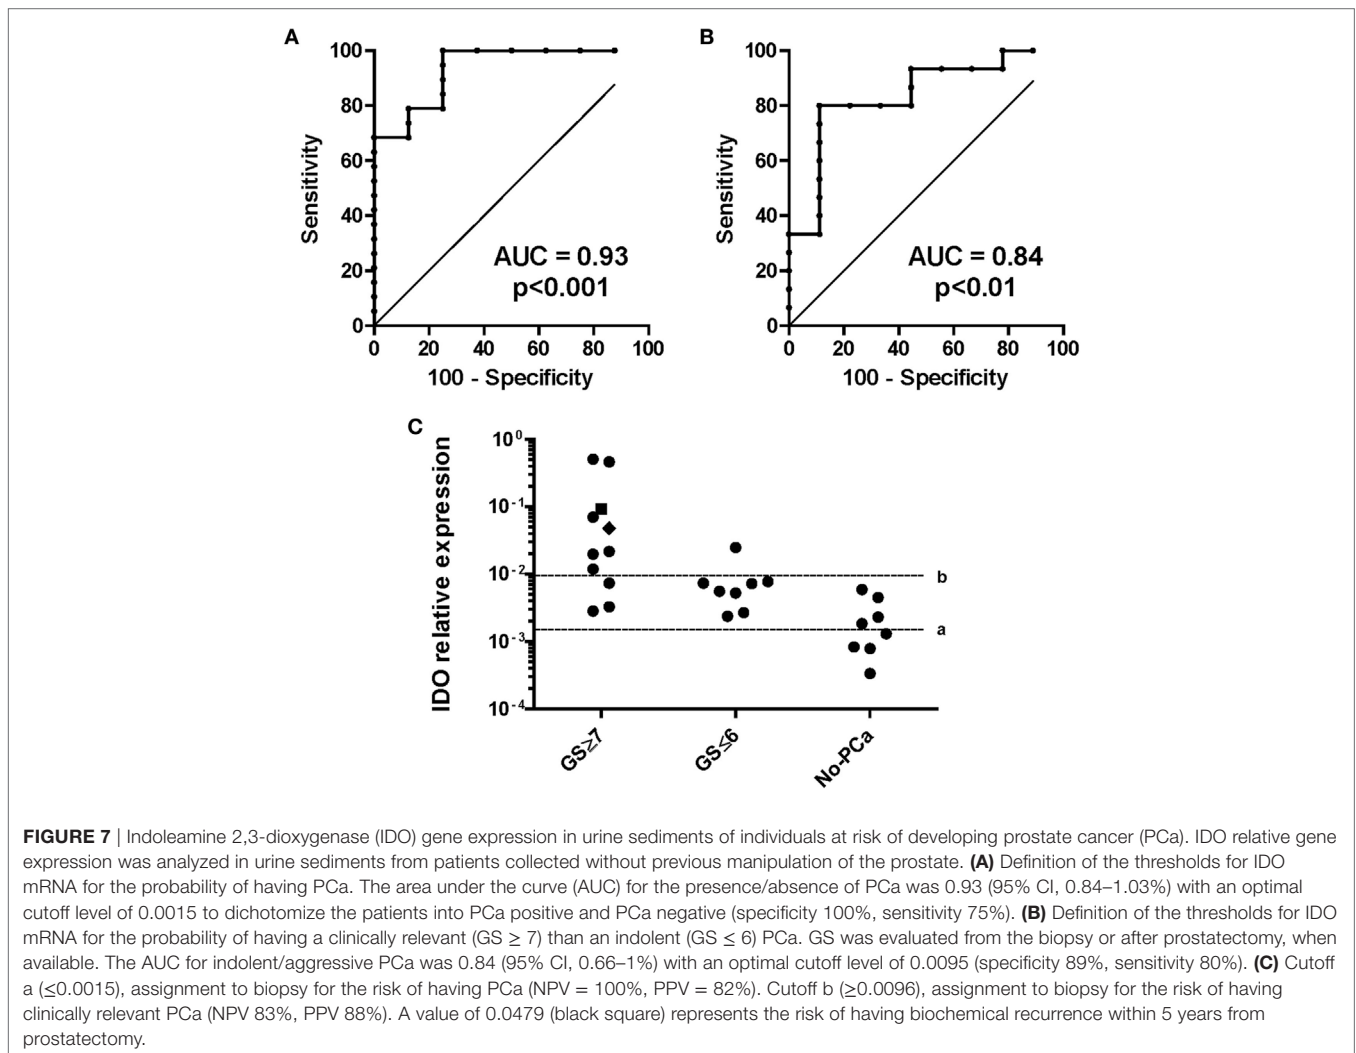 A
B
100
80
60
40
20
0
Sensitivity
AUC = 0.93
p<0.001
0 20 40 60 80 100
100 - Specificity
100
80
60
40
20
0
Sensitivity
AUC = 0.84
p<0.01
0 20 40 60 80 100
100 - Specificity
C
IDO relative expression
10⁰
10⁻¹
10⁻²
10⁻³
10⁻⁴
b
a
GS≥7
GS≤6
No-PCa
FIGURE 7 | Indoleamine 2,3-dioxygenase (IDO) gene expression in urine sediments of individuals at risk of developing prostate cancer (PCa). IDO relative gene
expression was analyzed in urine sediments from patients collected without previous manipulation of the prostate. (A) Definition of the thresholds for IDO
mRNA for the probability of having PCa. The area under the curve (AUC) for the presence/absence of PCa was 0.93 (95% CI, 0.84–1.03%) with an optimal
cutoff level of 0.0015 to dichotomize the patients into PCa positive and PCa negative (specificity 100%, sensitivity 75%). (B) Definition of the thresholds for IDO
mRNA for the probability of having a clinically relevant (GS ≥ 7) than an indolent (GS ≤ 6) PCa. GS was evaluated from the biopsy or after prostatectomy, when
available. The AUC for indolent/aggressive PCa was 0.84 (95% CI, 0.66–1%) with an optimal cutoff level of 0.0095 (specificity 89%, sensitivity 80%). (C) Cutoff
a (≤0.0015), assignment to biopsy for the risk of having PCa (NPV = 100%, PPV = 82%). Cutoff b (≥0.0096), assignment to biopsy for the risk of having
clinically relevant PCa (NPV 83%, PPV 88%). A value of 0.0479 (black square) represents the risk of having biochemical recurrence within 5 years from
prostatectomy.